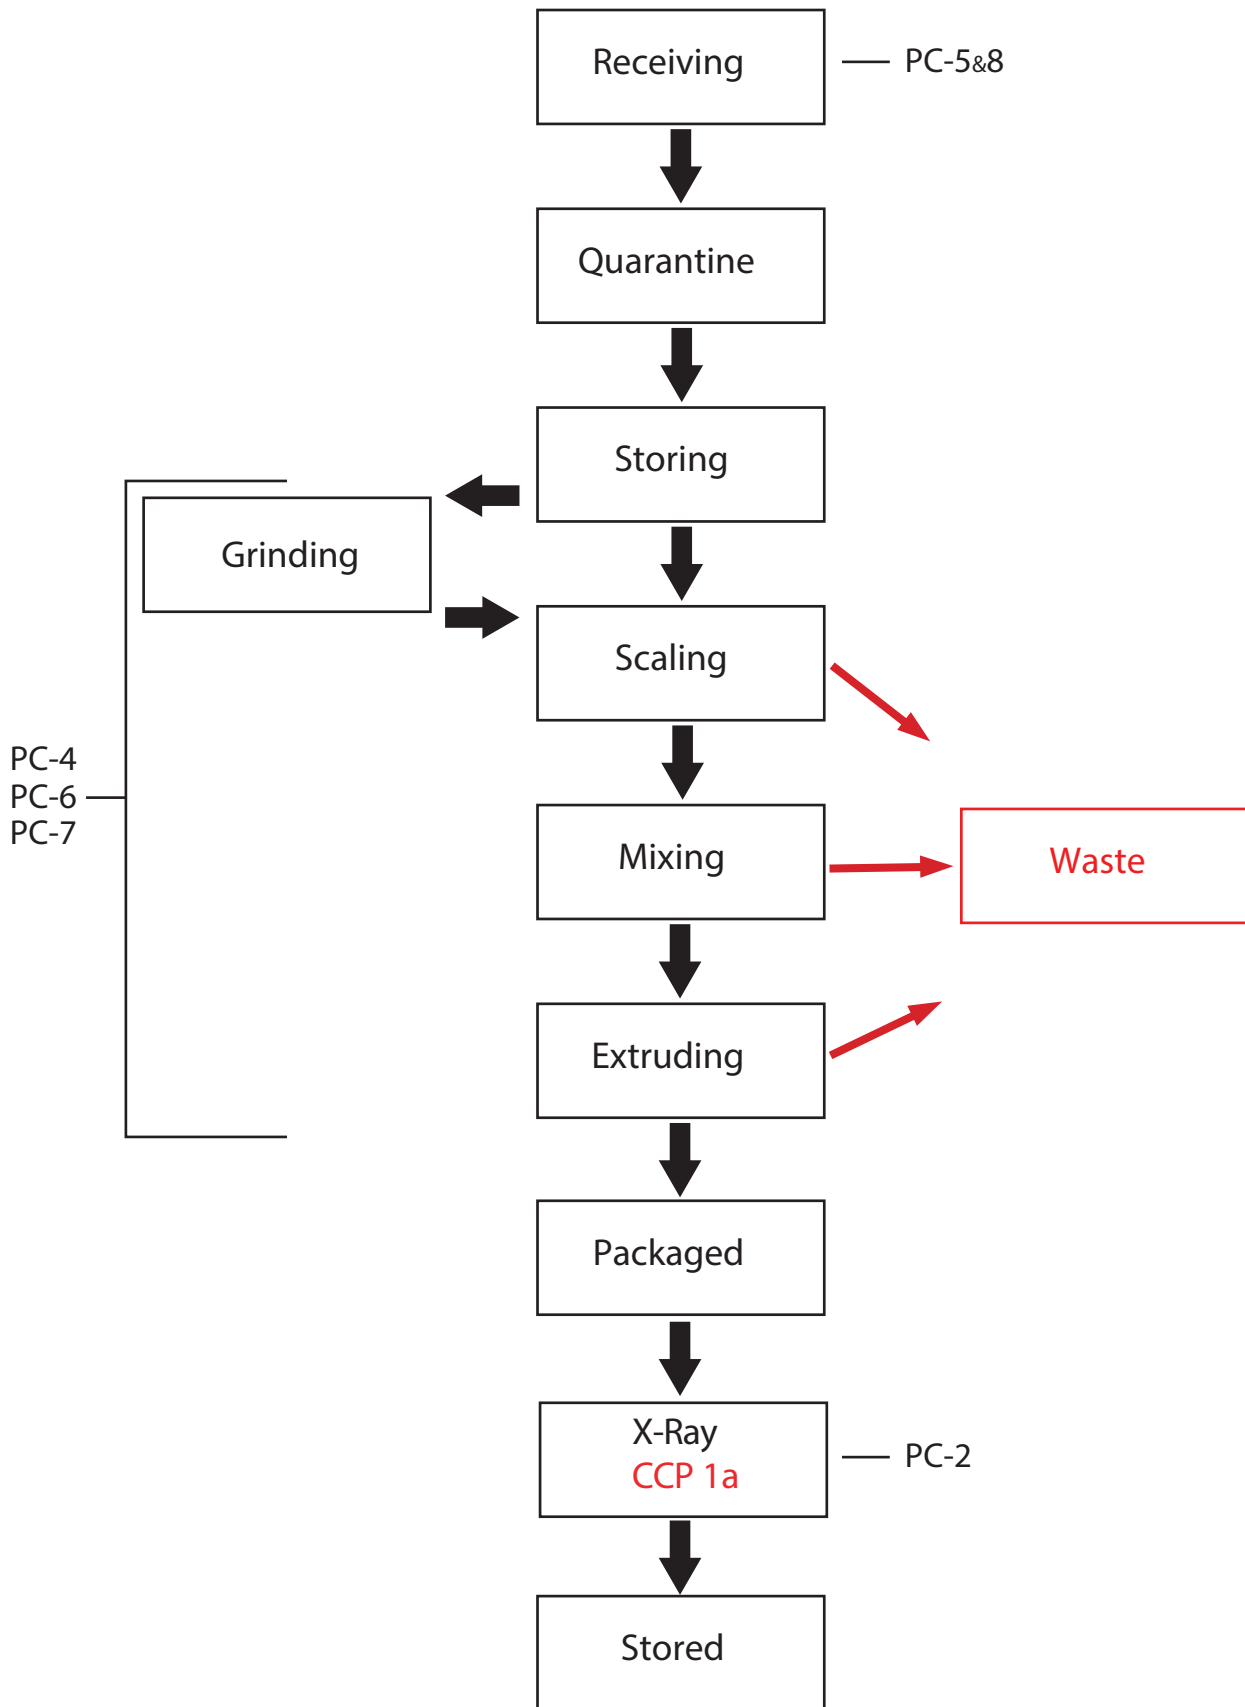 Receiving
PC-5&8
Quarantine
Storing
Grinding
Scaling
PC-4
PC-6
PC-7
Mixing
Waste
Extruding
Packaged
X-Ray
CCP 1a
PC-2
Stored